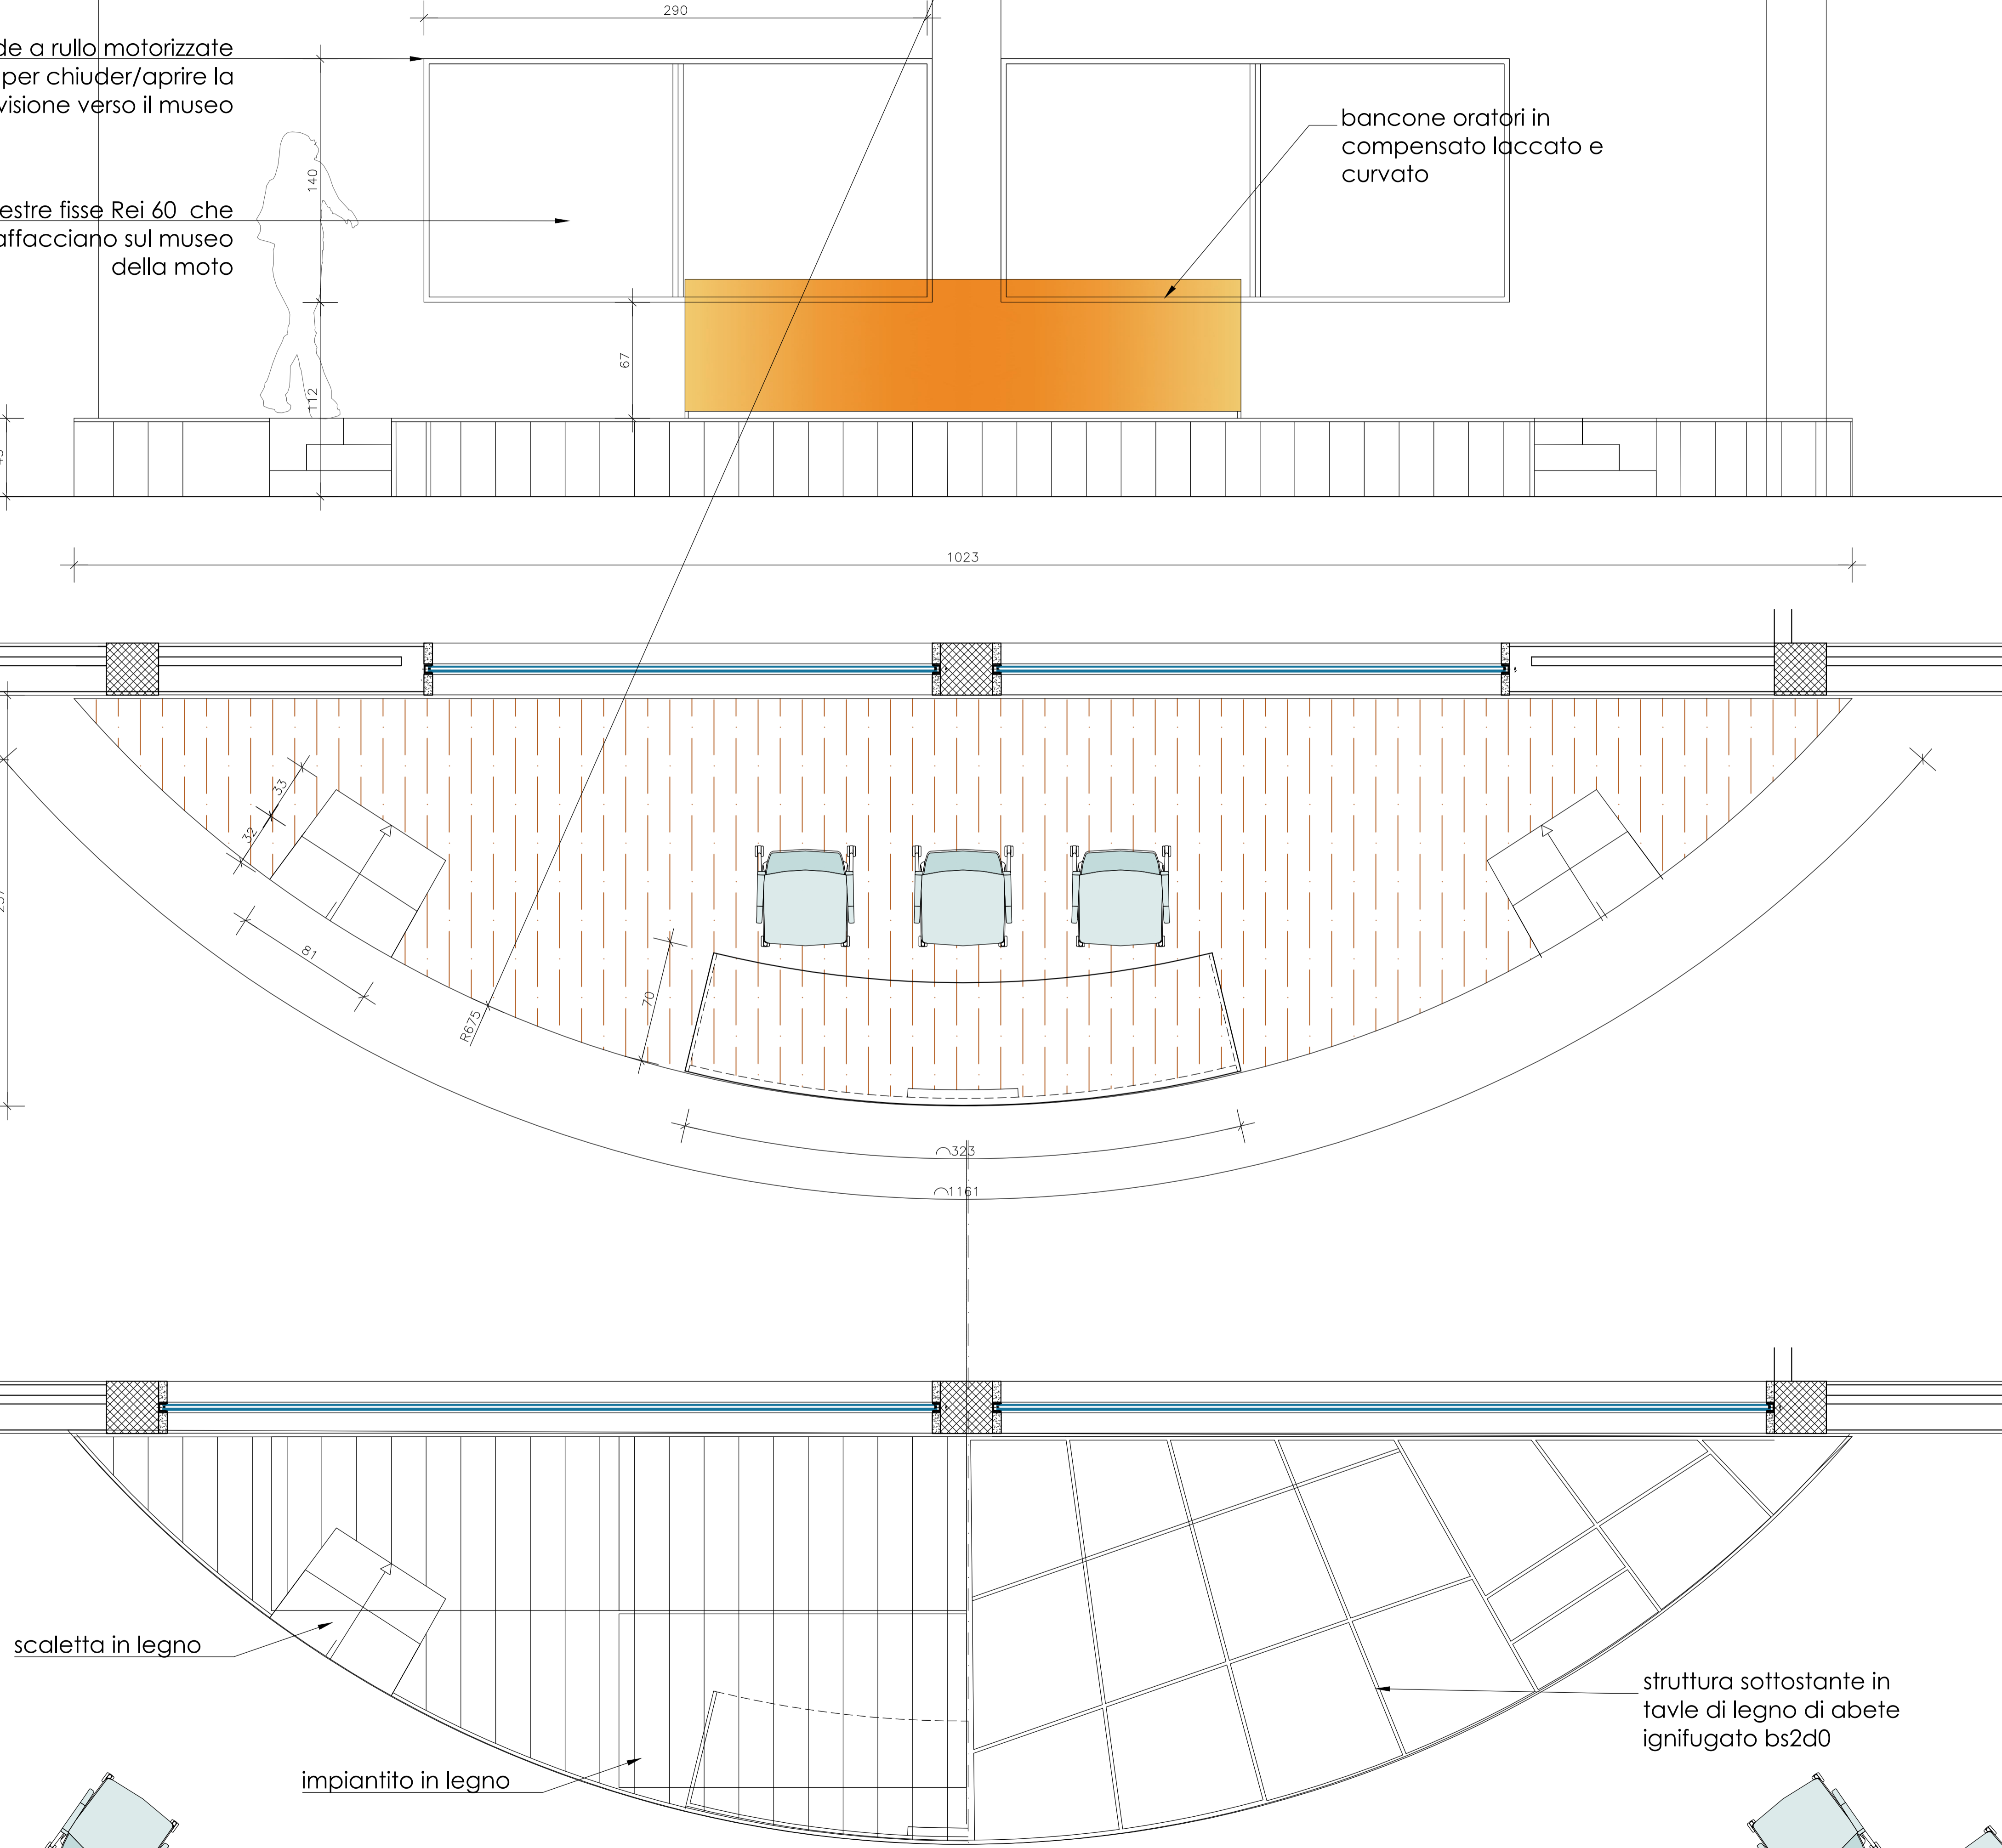 290
de a rullo motorizzate
per chiuder/aprire la
visione verso il museo
bancone oratori in
compensato laccato e
curvato
140
estre fisse Rei 60 che
affacciano sul museo
della moto
67
112
1023
33
32
81
70
R675
323
1161
scaletta in legno
impiantito in legno
struttura sottostante in
tavle di legno di abete
ignifugato bs2d0